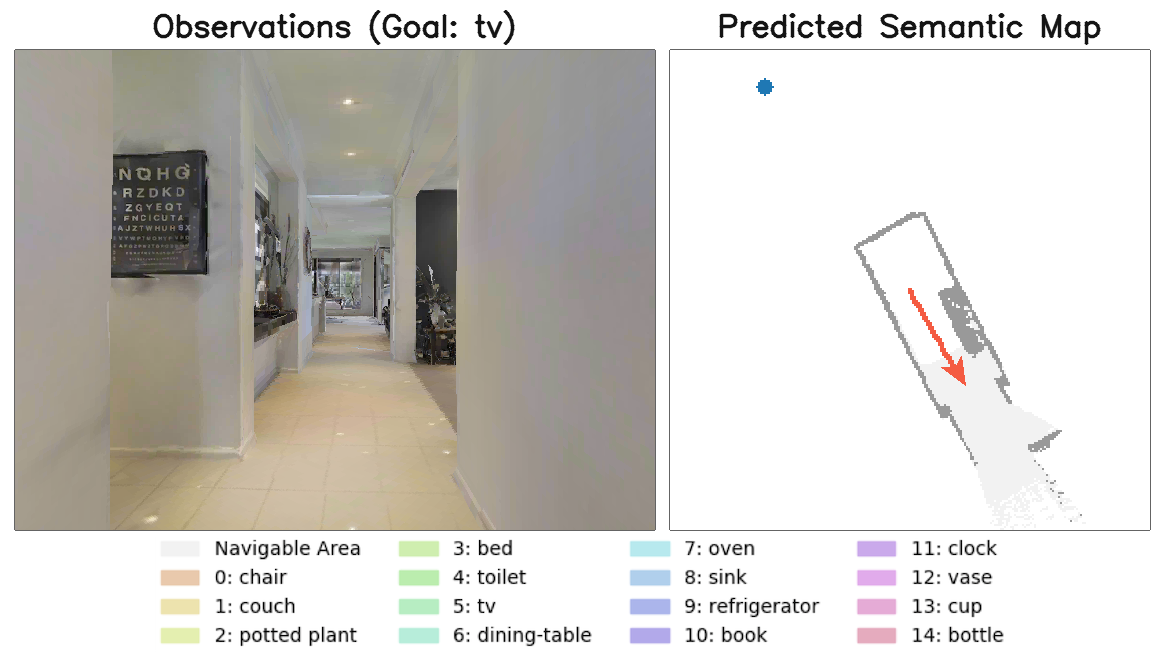 Observations (Goal: tv)
Predicted Semantic Map
NQHG
RZDKD
ZGYEQT
FNCICUTA
AJZTWHUHSX
Navigable Area
0: chair
1: couch
2: potted plant
3: bed
4: toilet
5: tv
6: dining-table
7: oven
8: sink
9: refrigerator
10: book
11: clock
12: vase
13: cup
14: bottle